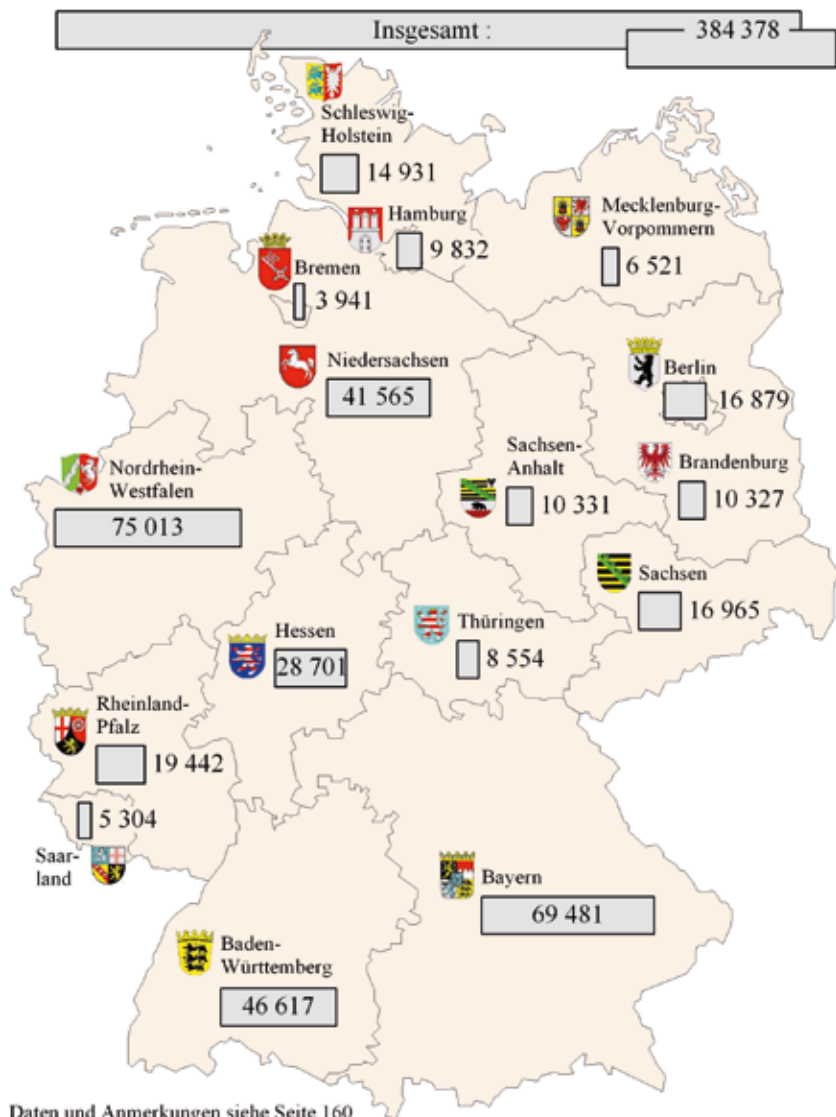 Insgesamt : 384 378
Schleswig-
Holstein
14 931
Hamburg
9 832
Mecklenburg-
Vorpommern
6 521
Bremen
3 941
Niedersachsen
41 565
Berlin
16 879
Nordrhein-
Westfalen
75 013
Sachsen-
Anhalt
10 331
Brandenburg
10 327
Sachsen
16 965
Hessen
28 701
Thüringen
8 554
Rheinland-
Pfalz
19 442
5 304
Saar-
land
Bayern
69 481
Baden-
Württemberg
46 617
Daten und Anmerkungen siehe Seite 160